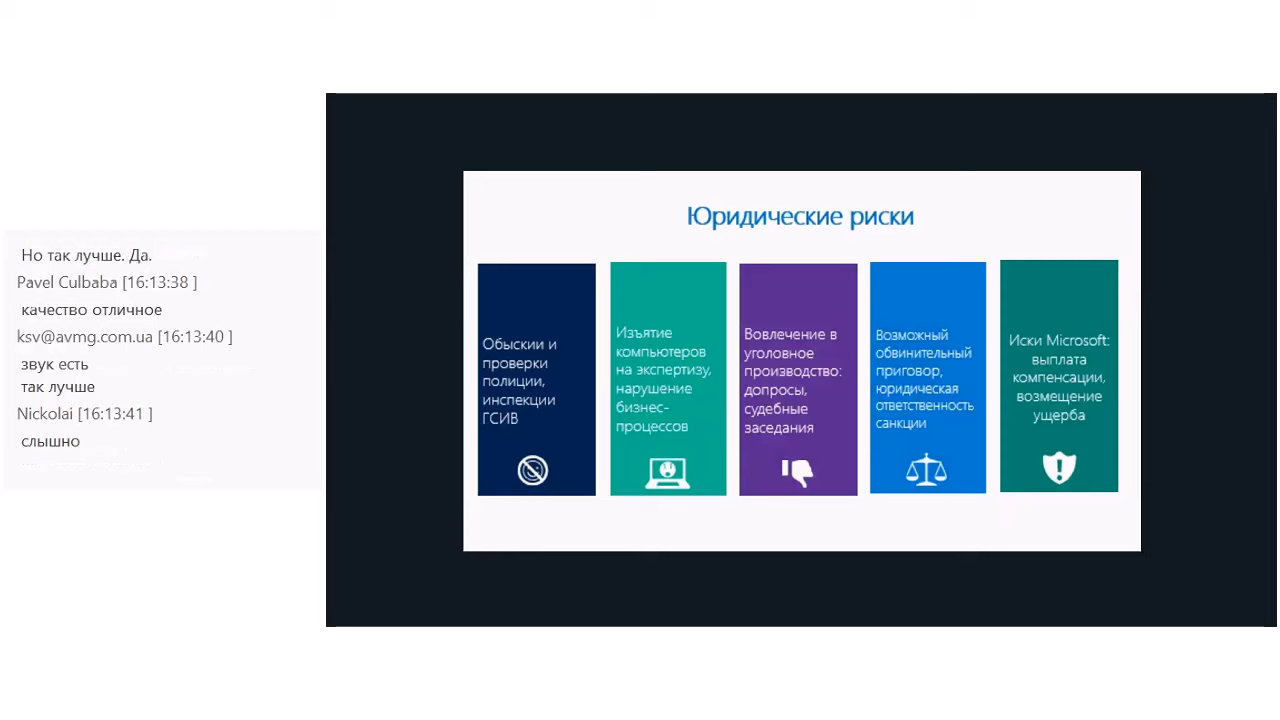 Но так лучше. Да.
Pavel Culbaba [16:13:38 ]
качество отличное
ksv@avmg.com.ua [16:13:40 ]
звук есть
так лучше
Nickolai [16:13:41 ]
слышно
Юридические риски
Обыскии и
проверки
полиции,
инспекции
ГСИВ
Изъятие
компьютеров
на экспертизу,
нарушение
бизнес-
процессов
Вовлечение в
уголовное
производство:
допросы,
судебные
заседания
Возможный
обвинительный
приговор,
юридическая
ответственность
санкции
Иски Microsoft:
выплата
компенсации,
возмещение
ущерба